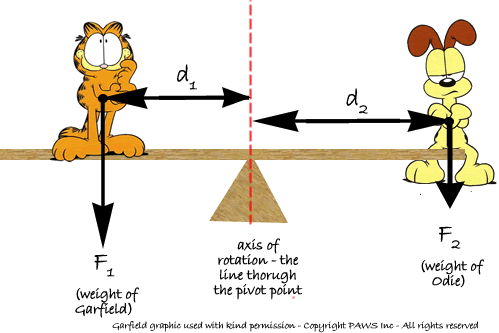 d1
d2
F1
(weight of
Garfield)
axis of
rotation - the
line thorugh
the pivot point
F2
(weight of
Odie)
Garfield graphic used with kind permission - Copyright PAWS Inc - All rights reserved